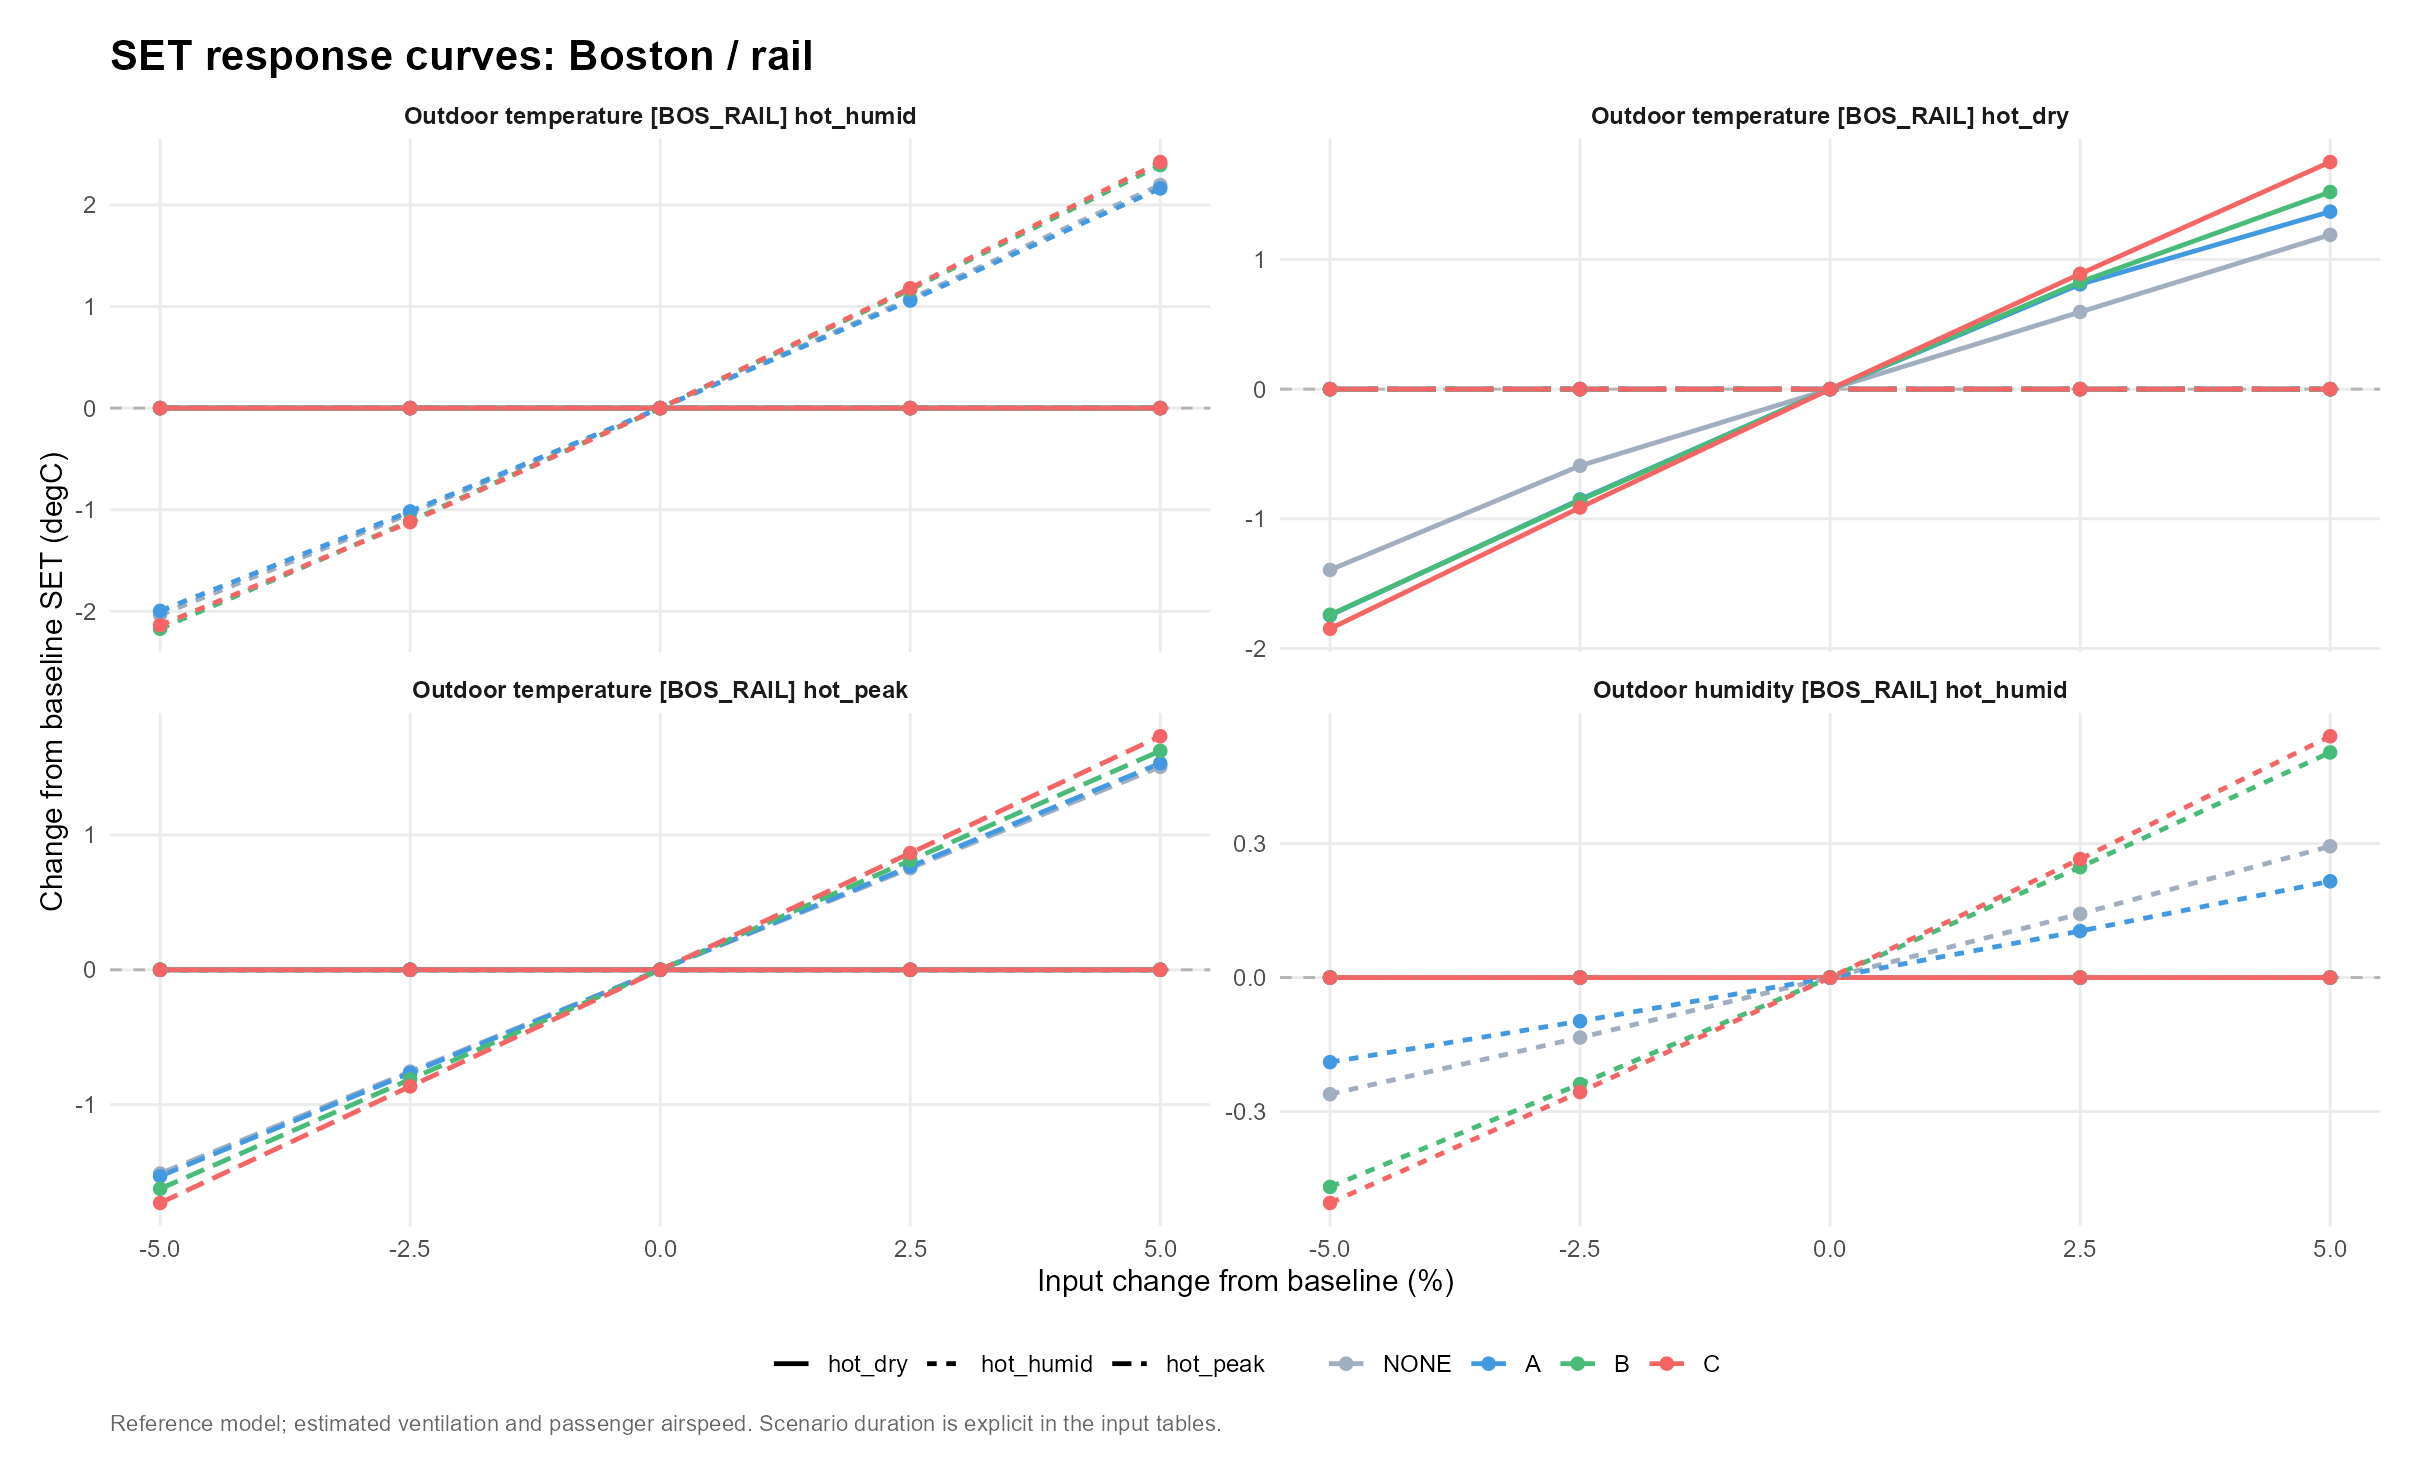 SET response curves: Boston / rail
Outdoor temperature [BOS_RAIL] hot_humid
Outdoor temperature [BOS_RAIL] hot_dry
Change from baseline SET (degC)
2
1
0
-1
-2
1
0
-1
-2
Outdoor temperature [BOS_RAIL] hot_peak
Outdoor humidity [BOS_RAIL] hot_humid
1
0
-1
0.3
0.0
-0.3
-5.0 -2.5 0.0 2.5 5.0
-5.0 -2.5 0.0 2.5 5.0
Input change from baseline (%)
hot_dry hot_humid hot_peak NONE A B C
Reference model; estimated ventilation and passenger airspeed. Scenario duration is explicit in the input tables.